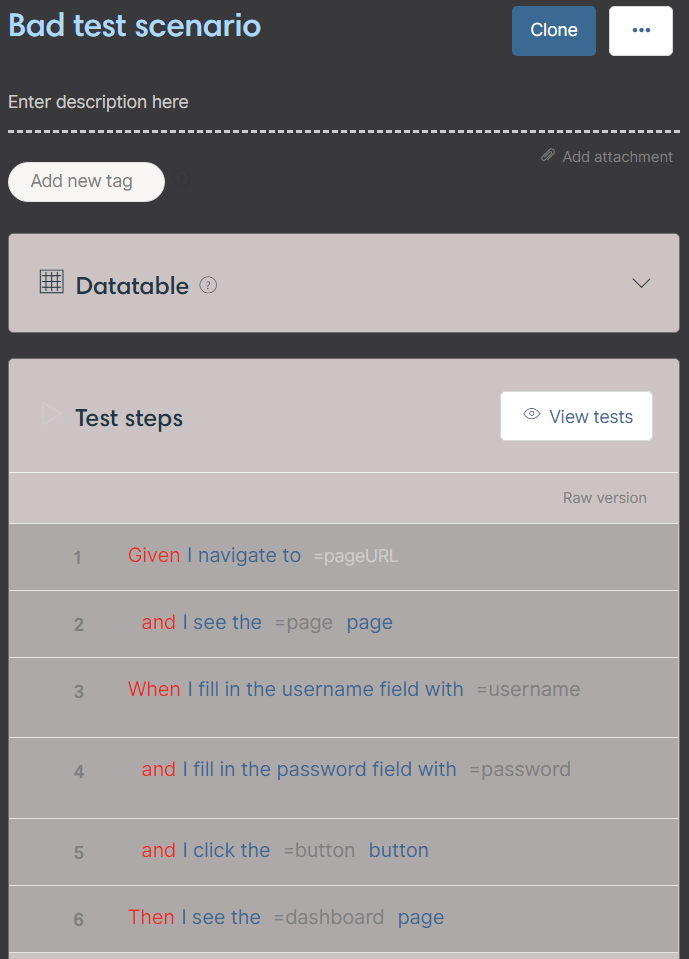 Bad test scenario
Clone
•••
Enter description here
Add attachment
Add new tag
Datatable ?
Test steps
View tests
Raw version
1 Given I navigate to =pageURL
2 and I see the =page page
3 When I fill in the username field with =username
4 and I fill in the password field with =password
5 and I click the =button button
6 Then I see the =dashboard page